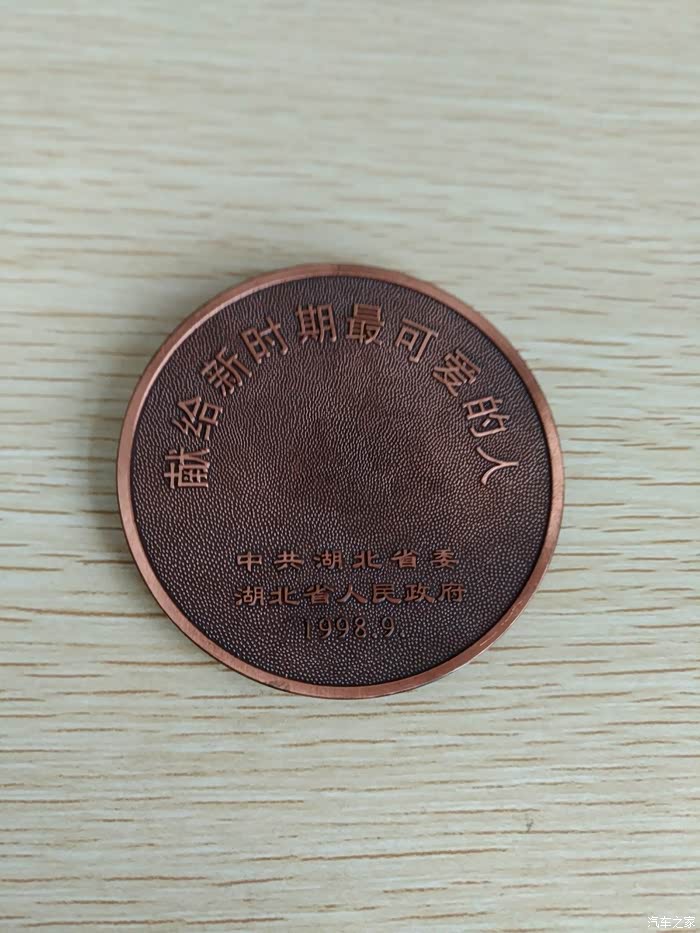 献给新时期最可爱的人
中共湖北省委
湖北省人民政府
1998.9.
汽车之家